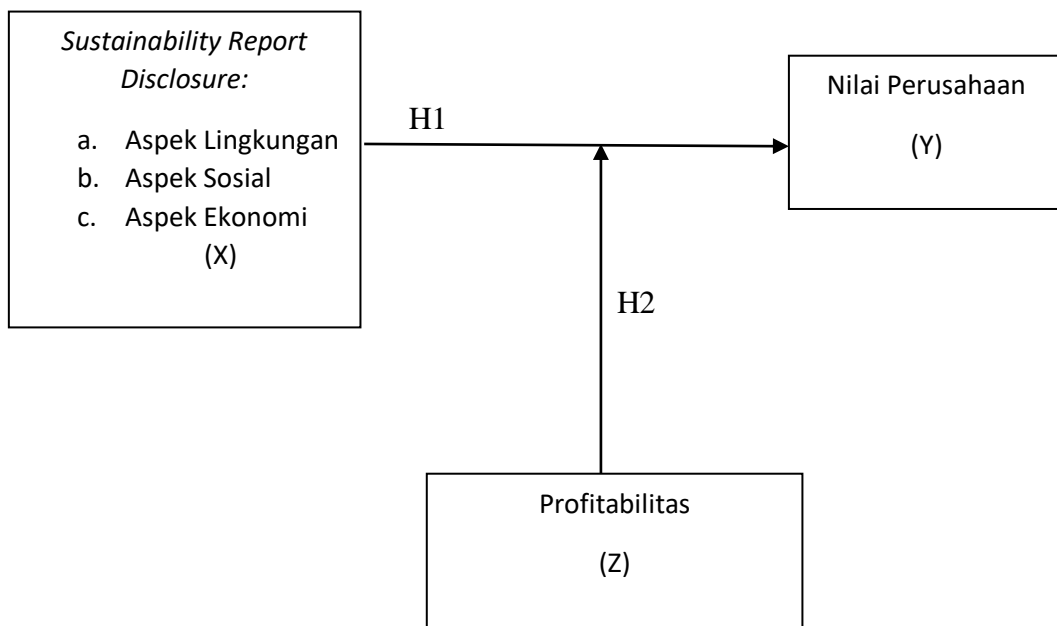 Sustainability Report
Disclosure:
a. Aspek Lingkungan
b. Aspek Sosial
c. Aspek Ekonomi
(X)
H1
Nilai Perusahaan
(Y)
H2
Profitabilitas
(Z)